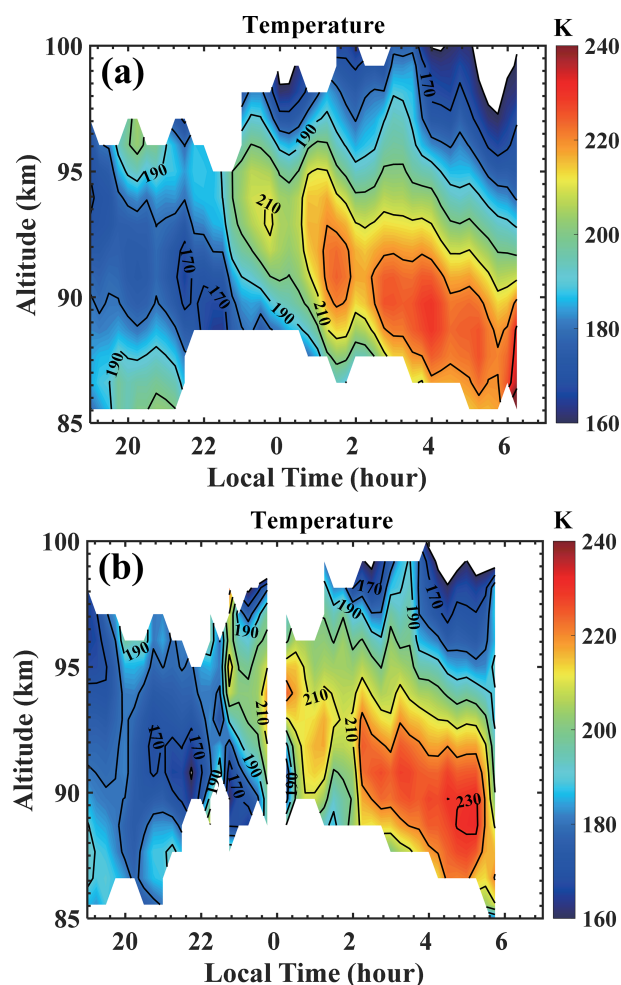 Temperature K
100 240
(a)
170
190
95 190 220
210
170
200
90 170 210 190
190 180
85 160
20 22 0 2 4 6
Altitude (km)
Local Time (hour)
Temperature K
100 240
(b)
170 170
190
190 190
95 220
210
210 210
170 200
170 190
190 170 190
90 230
180
85 160
20 22 0 2 4 6
Altitude (km)
Local Time (hour)